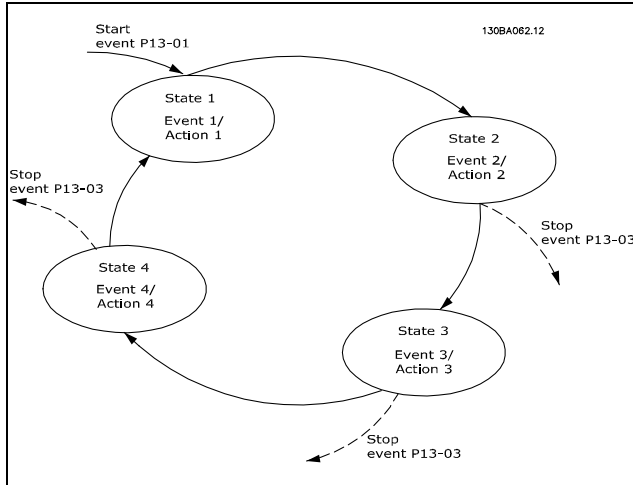 Start
event P13-01
130BA062.12
State 1
Event 1/
Action 1
State 2
Event 2/
Action 2
Stop
event P13-03
Stop
event P13-03
State 4
Event 4/
Action 4
State 3
Event 3/
Action 3
Stop
event P13-03